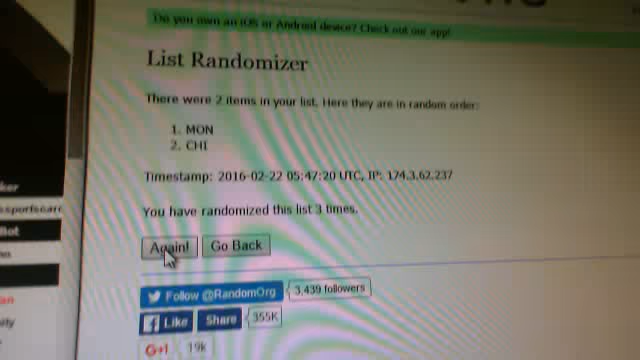 Do you own an iOS or Android device? Check out our app!
List Randomizer
There were 2 items in your list. Here they are in random order:
1. MON
2. CHI
Timestamp: 2016-02-22 05:47:20 UTC, IP: 174.3.62.237
You have randomized this list 3 times.
Again! Go Back
Follow @RandomOrg 3,439 followers
Like Share 355K
G+1 19k